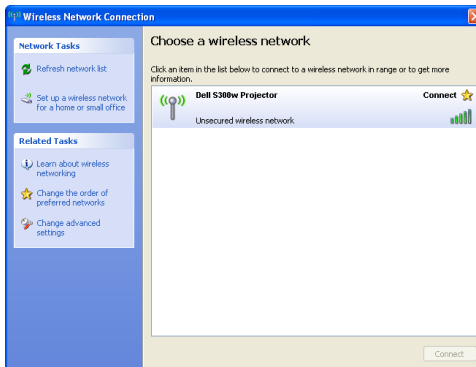 Wireless Network Connection
Network Tasks
Refresh network list
Set up a wireless network
for a home or small office
Related Tasks
Learn about wireless
networking
Change the order of
preferred networks
Change advanced
settings
Choose a wireless network
Click an item in the list below to connect to a wireless network in range or to get more
information.
Dell S300w Projector
Connect
Unsecured wireless network
Connect